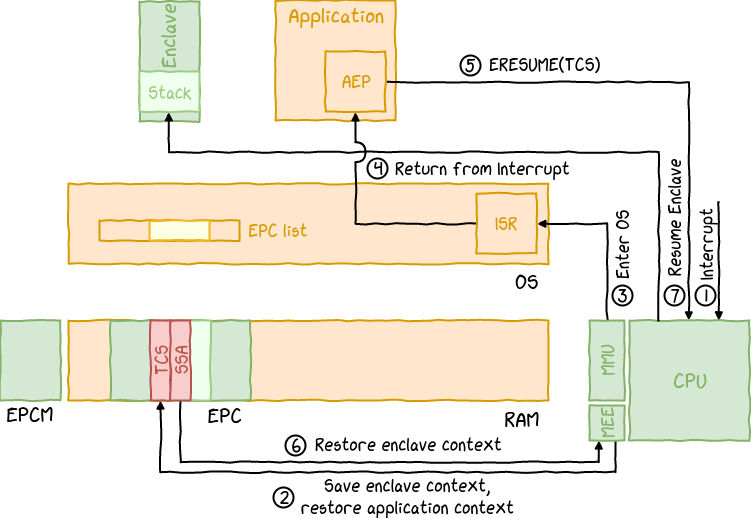 Enclave
Stack
Application
AEP
⑤ ERESUME(TCS)
④ Return from Interrupt
EPC list
ISR
OS
③ Enter OS
⑦ Resume Enclave
① Interrupt
TCS
SSA
MMU
MEE
CPU
EPCM
EPC
RAM
⑥ Restore enclave context
② Save enclave context,
restore application context